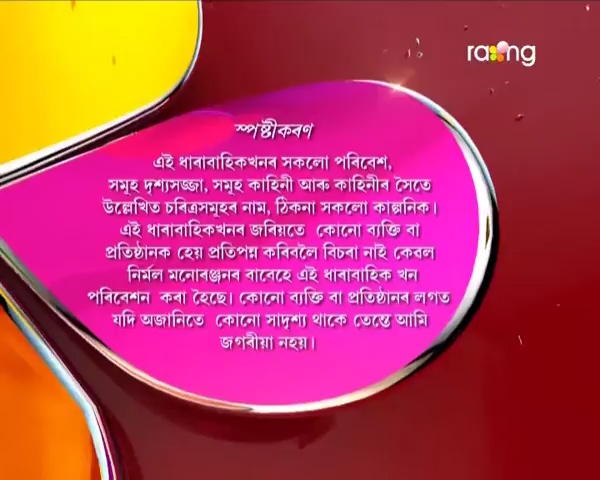 rang
স্পষ্টীকৰণ
এই ধাৰাবাহিকখনৰ সকলো পৰিবেশ,
সমূহ দৃশ্যসজ্জা, সমূহ কাহিনী আৰু কাহিনীৰ সৈতে
উল্লেখিত চৰিত্ৰসমূহৰ নাম, ঠিকনা সকলো কাল্পনিক।
এই ধাৰাবাহিকখনৰ জৰিয়তে কোনো ব্যক্তি বা
প্ৰতিষ্ঠানক হেয় প্ৰতিপন্ন কৰিবলৈ বিচৰা নাই কেৱল
নিৰ্মল মনোৰঞ্জনৰ বাবেহে এই ধাৰাবাহিক খন
পৰিবেশন কৰা হৈছে। কোনো ব্যক্তি বা প্ৰতিষ্ঠানৰ লগত
যদি অজানিতে কোনো সাদৃশ্য থাকে তেন্তে আমি
জগৰীয়া নহয়।